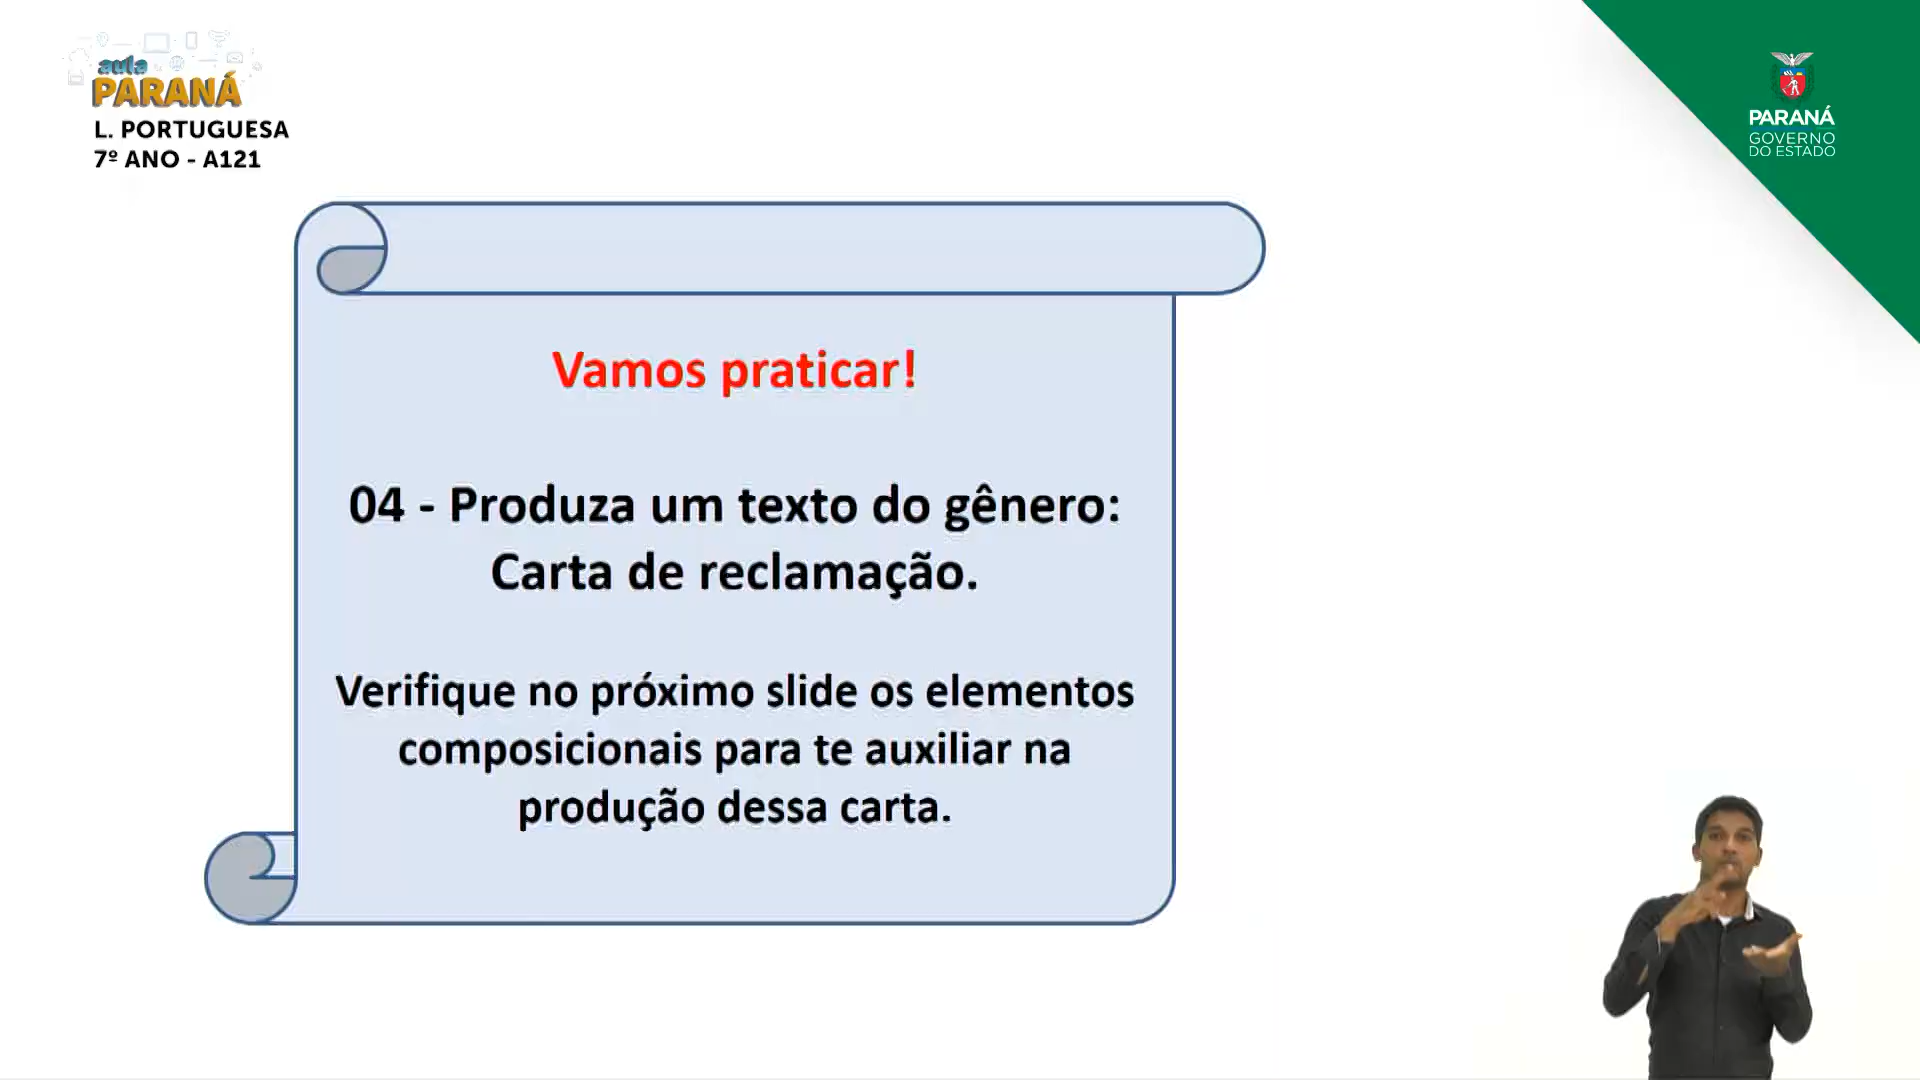 aula
PARANÁ
L. PORTUGUESA
7º ANO - A121
PARANÁ
GOVERNO
DO ESTADO
Vamos praticar!
04 - Produza um texto do gênero:
Carta de reclamação.
Verifique no próximo slide os elementos
composicionais para te auxiliar na
produção dessa carta.